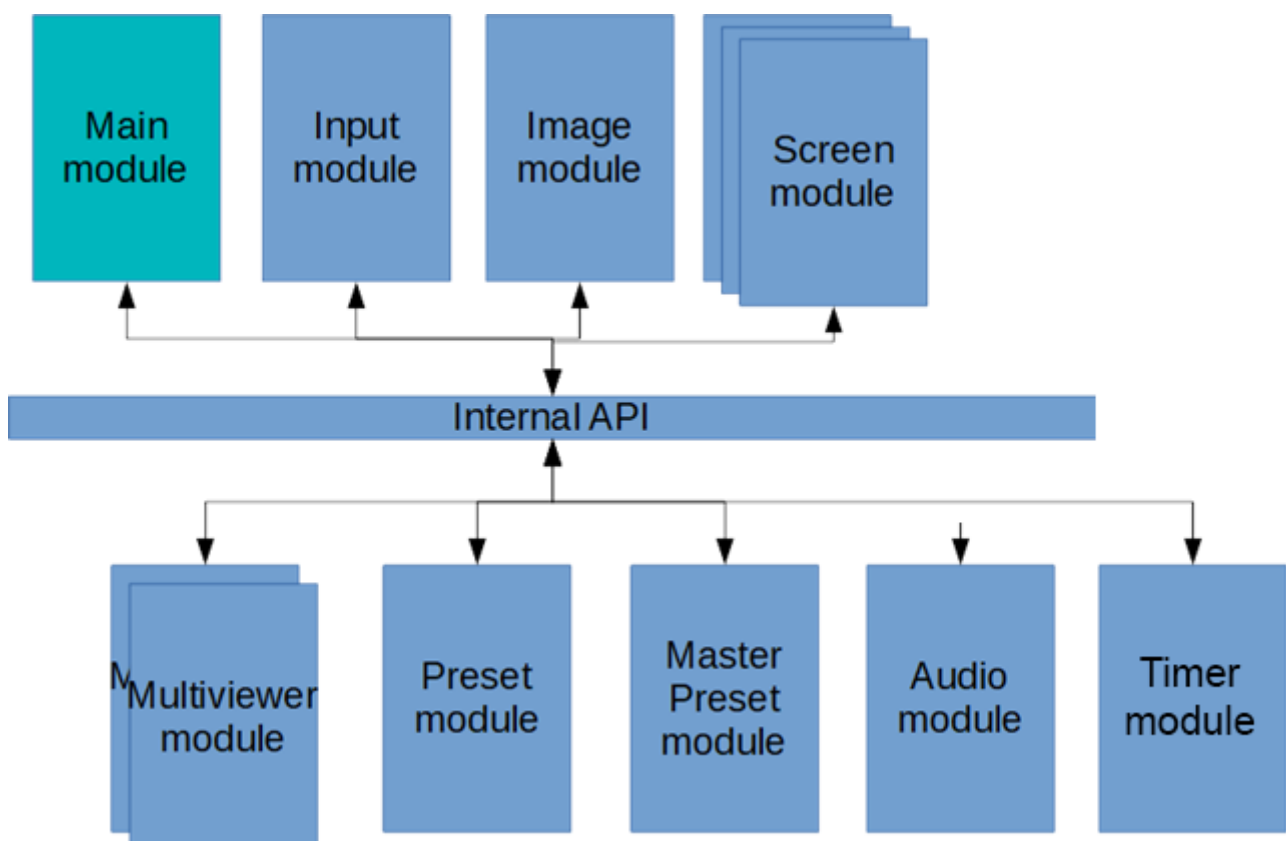 Main
module
Input
module
Image
module
Screen
module
Internal API
M
Multiviewer
module
Preset
module
Master
Preset
module
Audio
module
Timer
module